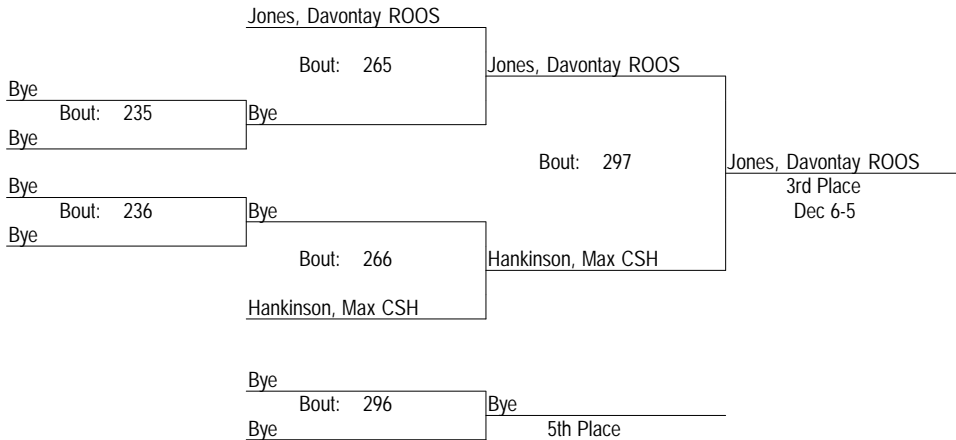 Jones, Davontay ROOS
Bout: 265
Jones, Davontay ROOS
Bye
Bout: 235
Bye
Bye
Bout: 297
Jones, Davontay ROOS
3rd Place
Dec 6-5
Bye
Bout: 236
Bye
Bye
Bout: 266
Hankinson, Max CSH
Hankinson, Max CSH
Bye
Bout: 296
Bye
Bye
5th Place